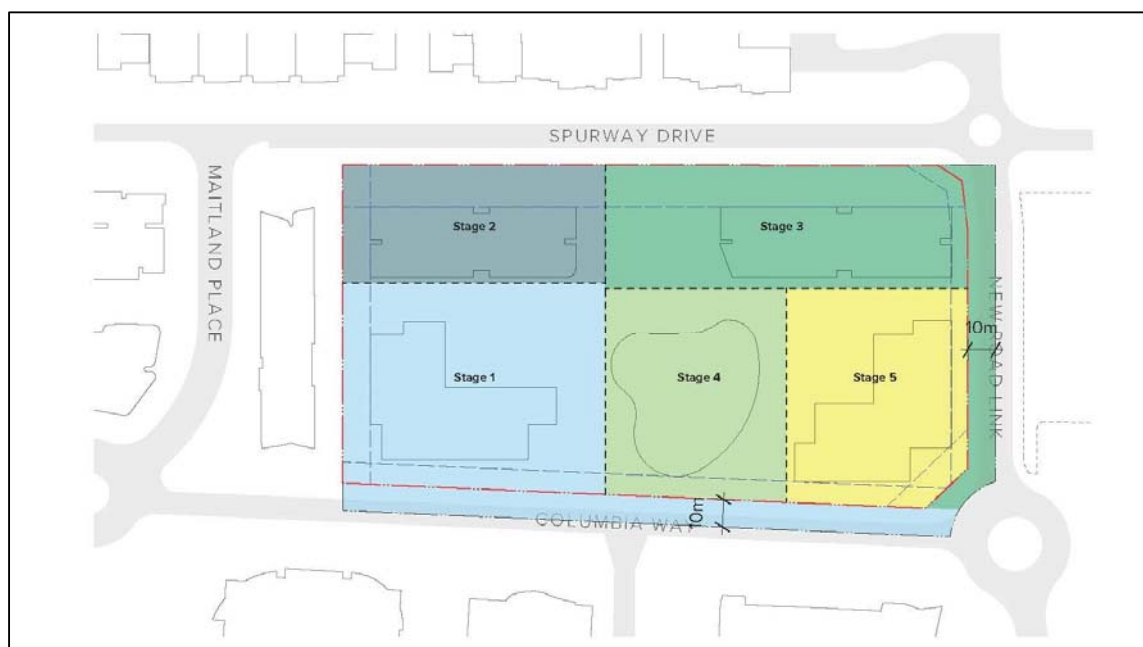 SPURWAY DRIVE
MAITLAND PLACE
Stage 2
Stage 3
NEW ROAD LINK
10m
Stage 1
Stage 4
Stage 5
COLUMBIA WAY
10m